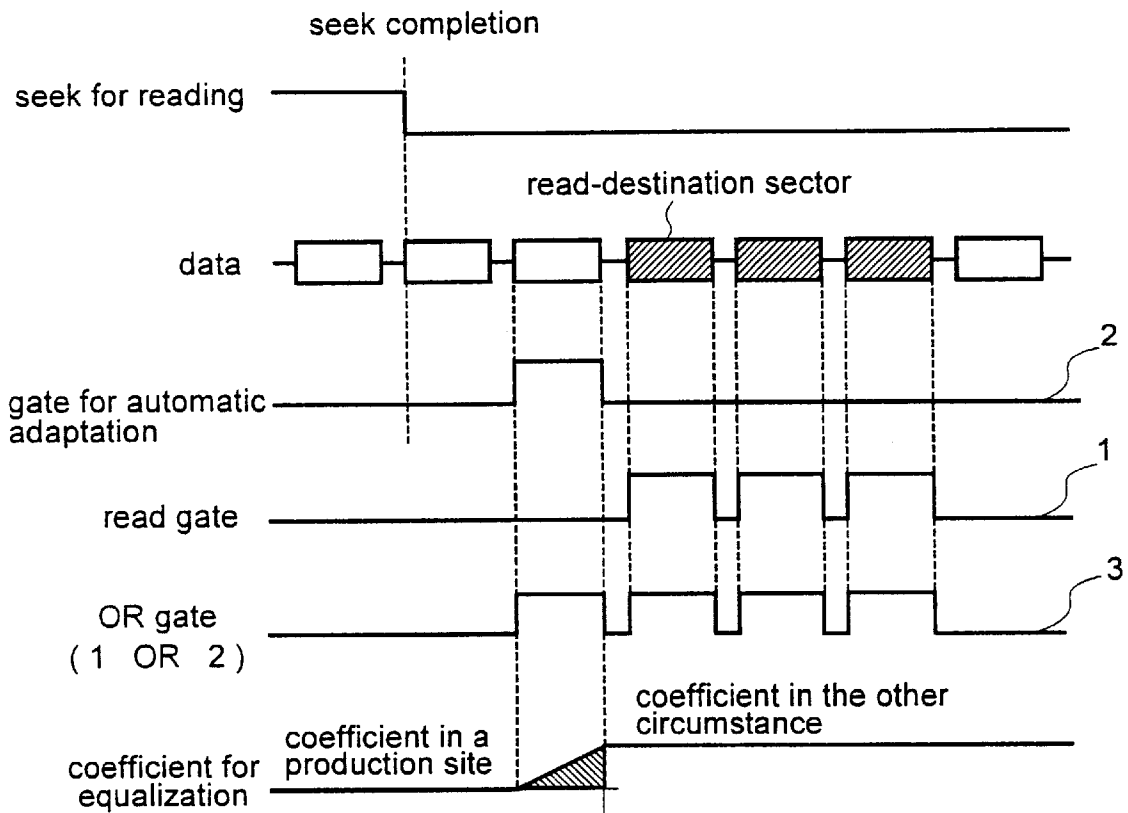 seek completion
seek for reading
read-destination sector
data
2
gate for automatic
adaptation
1
read gate
3
OR gate
( 1 OR 2 )
coefficient in the other
circumstance
coefficient in a
production site
coefficient for
equalization